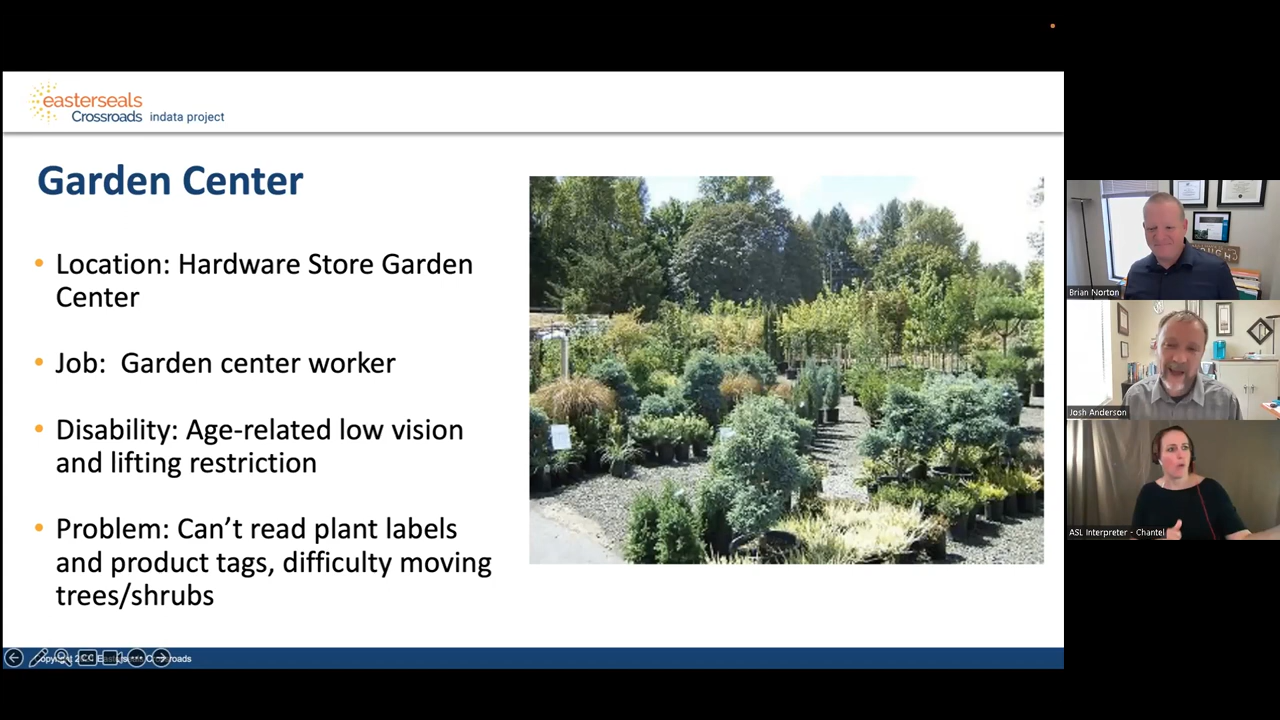 easterseals
Crossroads indata project
Garden Center
• Location: Hardware Store Garden
Center
• Job: Garden center worker
• Disability: Age-related low vision
and lifting restriction
• Problem: Can't read plant labels
and product tags, difficulty moving
trees/shrubs
Brian Norton
Josh Anderson
ASL Interpreter - Chantel